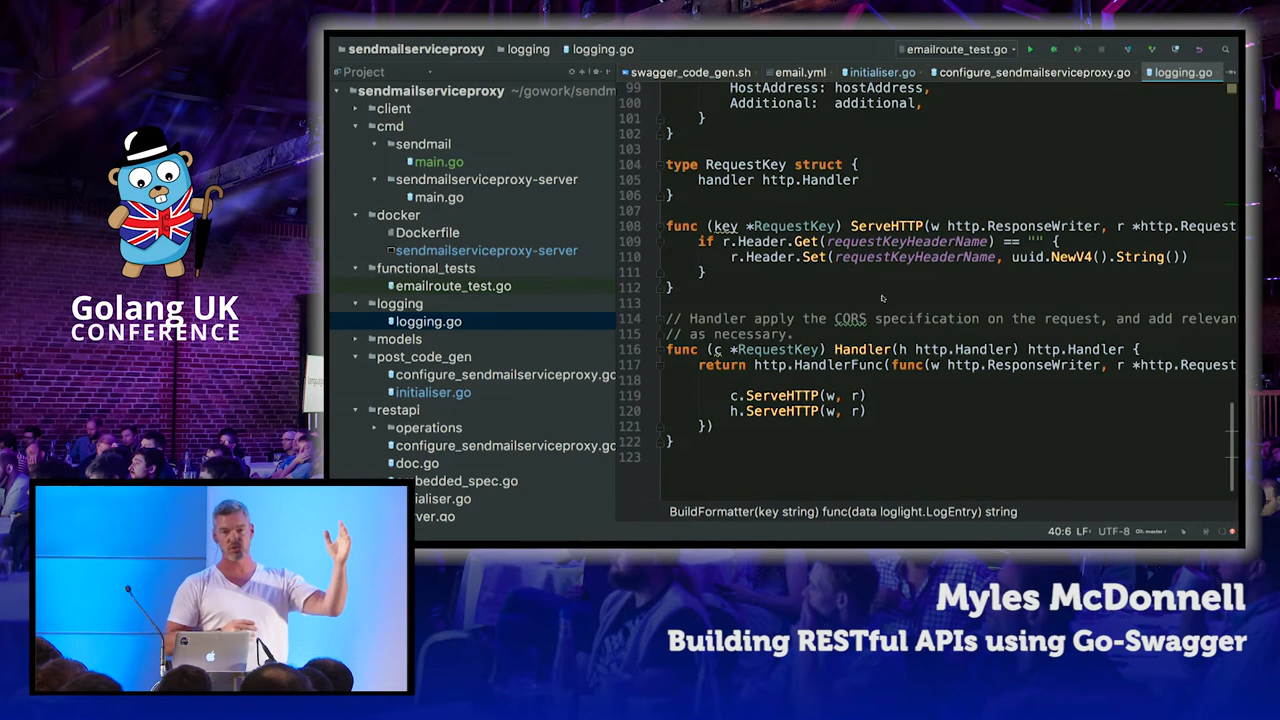 Golang UK
CONFERENCE
sendmailserviceproxy
logging
logging.go
emailroute_test.go
Project
swagger_code_gen.sh
email.yml
initialiser.go
configure_sendmailserviceproxy.go
logging.go
sendmailserviceproxy ~/gowork/sendm
client
cmd
sendmail
main.go
sendmailserviceproxy-server
main.go
docker
Dockerfile
sendmailserviceproxy-server
functional_tests
emailroute_test.go
logging
logging.go
models
post_code_gen
configure_sendmailserviceproxy.go
initialiser.go
restapi
operations
configure_sendmailserviceproxy.go
doc.go
embedded_spec.go
99 HostAddress: hostAddress,
100 Additional: additional,
101 }
102 }
103
104 type RequestKey struct {
105 handler http.Handler
106 }
107
108 func (key *RequestKey) ServeHTTP(w http.ResponseWriter, r *http.Request
109 if r.Header.Get(requestKeyHeaderName) == "" {
110 r.Header.Set(requestKeyHeaderName, uuid.NewV4().String())
111 }
112 }
113
114 // Handler apply the CORS specification on the request, and add relevan
115 // as necessary.
116 func (c *RequestKey) Handler(h http.Handler) http.Handler {
117 return http.HandlerFunc(func(w http.ResponseWriter, r *http.Request
118
119 c.ServeHTTP(w, r)
120 h.ServeHTTP(w, r)
121 })
122 }
123
BuildFormatter(key string) func(data loglight.LogEntry) string
40:6 LF÷ UTF-8 Git: master
Myles McDonnell
Building RESTful APIs using Go-Swagger